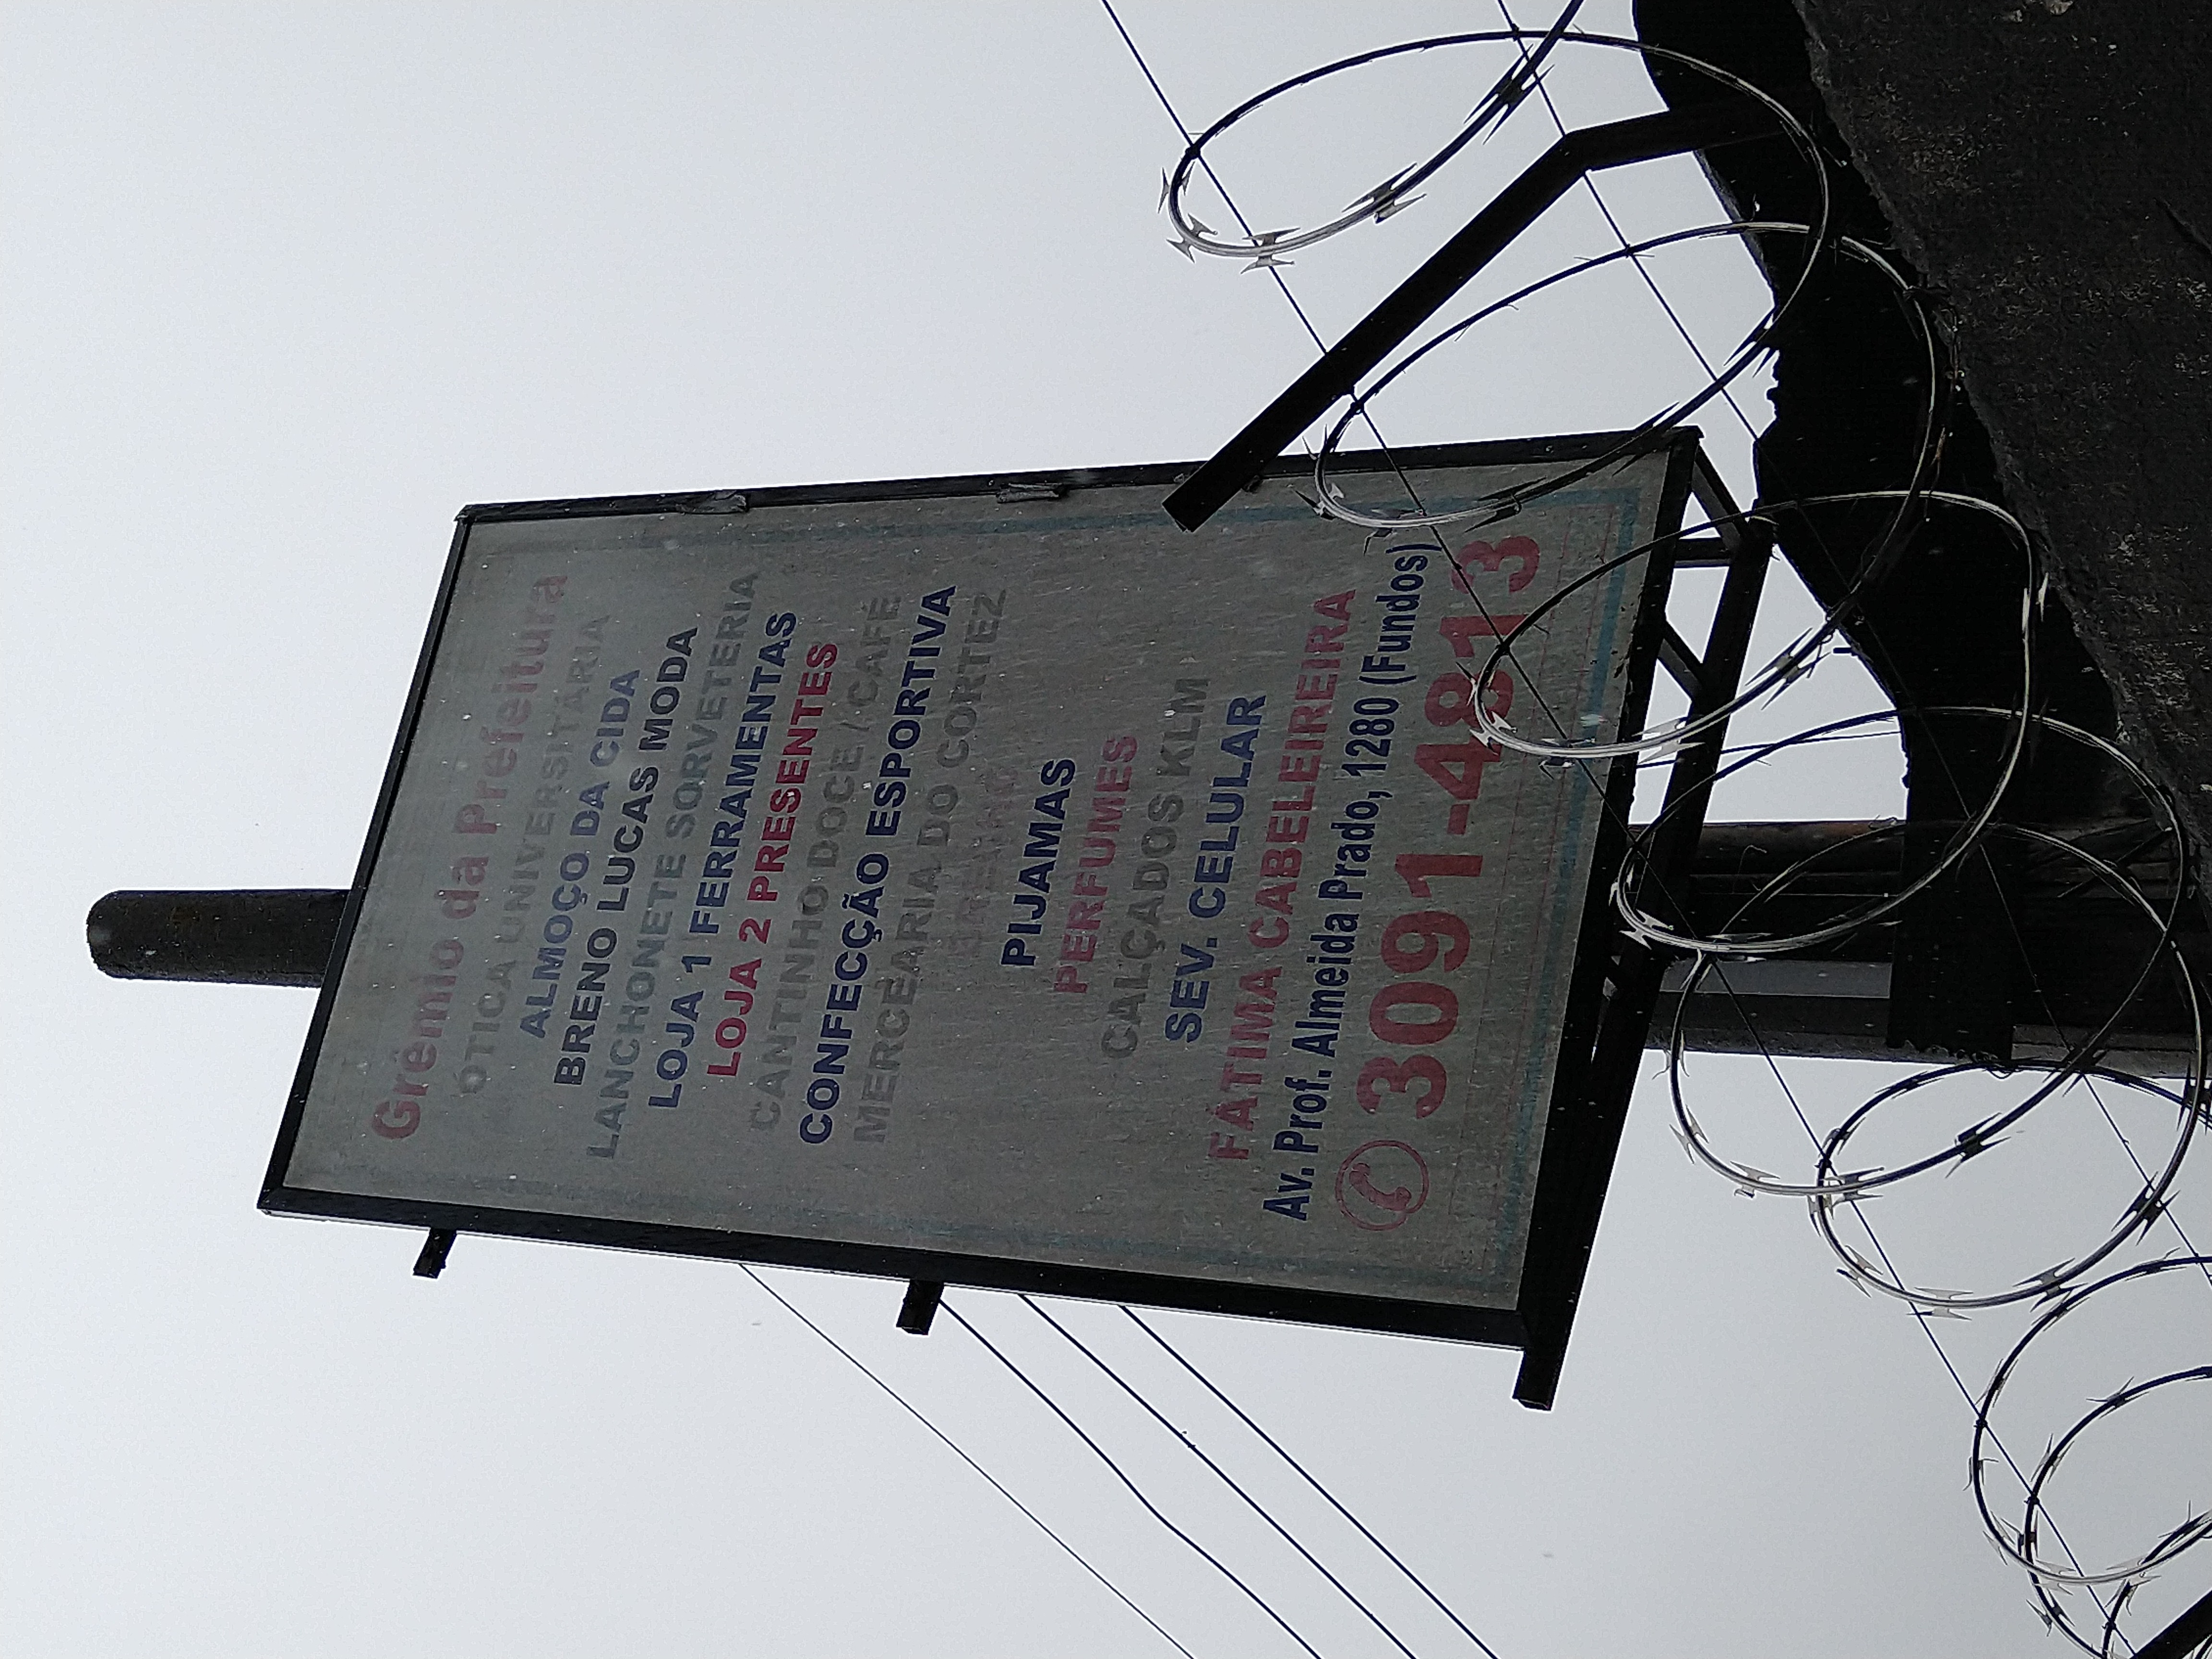 Grêmio da Prefeitura
ÓTICA UNIVERSITÁRIA
ALMOÇO DA CIDA
BRENO LUCAS MODA
LANCHONETE SORVETERIA
LOJA 1 FERRAMENTAS
LOJA 2 PRESENTES
CANTINHO DOCE / CAFÉ
CONFECÇÃO ESPORTIVA
MERCEARIA DO CORTEZ
BRECHÓ
PIJAMAS
PERFUMES
CALÇADOS KLM
SEV. CELULAR
FÁTIMA CABELEIREIRA
Av. Prof. Almeida Prado, 1280 (Fundos)
3091-4813